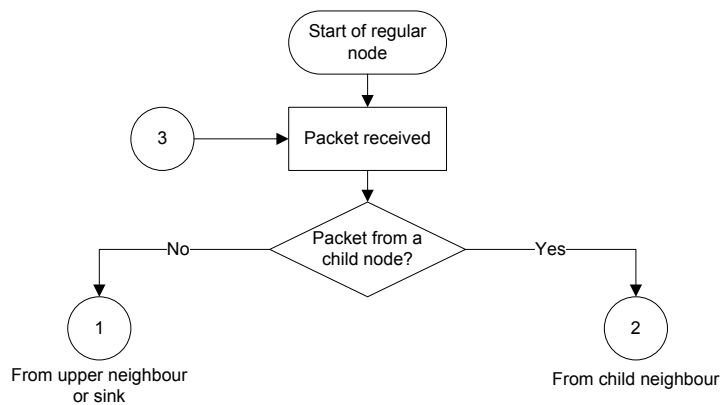 Start of regular
node
3
Packet received
Packet from a
child node?
No
Yes
1
2
From upper neighbour
or sink
From child neighbour